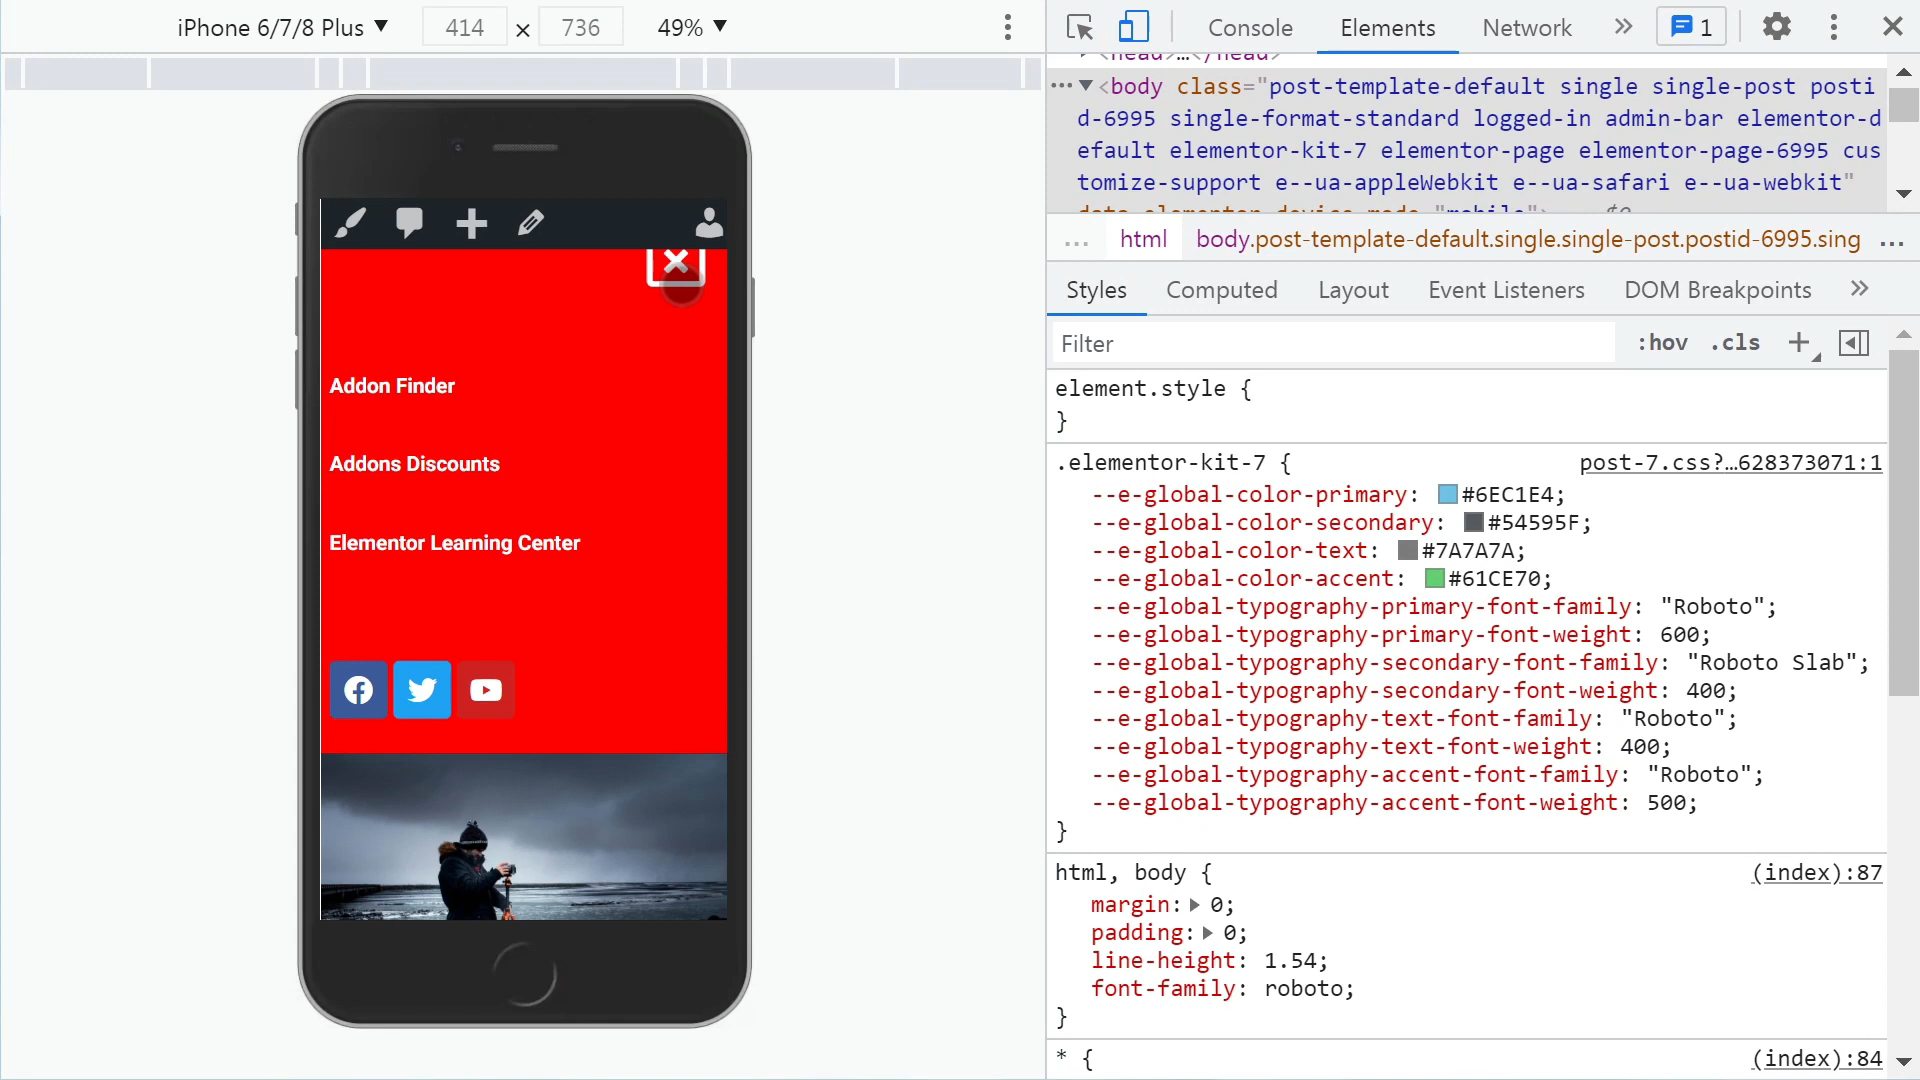 iPhone 6/7/8 Plus ▼ 414 × 736 49% ▼
Console Elements Network » 1
<head>…</head>
… ▼ <body class="post-template-default single single-post posti
d-6995 single-format-standard logged-in admin-bar elementor-d
efault elementor-kit-7 elementor-page elementor-page-6995 cus
tomize-support e--ua-appleWebkit e--ua-safari e--ua-webkit"
data-elementor-device-mode="mobile">
... html body.post-template-default.single.single-post.postid-6995.sing ...
Styles Computed Layout Event Listeners DOM Breakpoints »
Filter :hov .cls +
element.style {
}
.elementor-kit-7 { post-7.css?…628373071:1
--e-global-color-primary: #6EC1E4;
--e-global-color-secondary: #54595F;
--e-global-color-text: #7A7A7A;
--e-global-color-accent: #61CE70;
--e-global-typography-primary-font-family: "Roboto";
--e-global-typography-primary-font-weight: 600;
--e-global-typography-secondary-font-family: "Roboto Slab";
--e-global-typography-secondary-font-weight: 400;
--e-global-typography-text-font-family: "Roboto";
--e-global-typography-text-font-weight: 400;
--e-global-typography-accent-font-family: "Roboto";
--e-global-typography-accent-font-weight: 500;
}
html, body { (index):87
margin: ▶ 0;
padding: ▶ 0;
line-height: 1.54;
font-family: roboto;
}
* { (index):84
Addon Finder
Addons Discounts
Elementor Learning Center